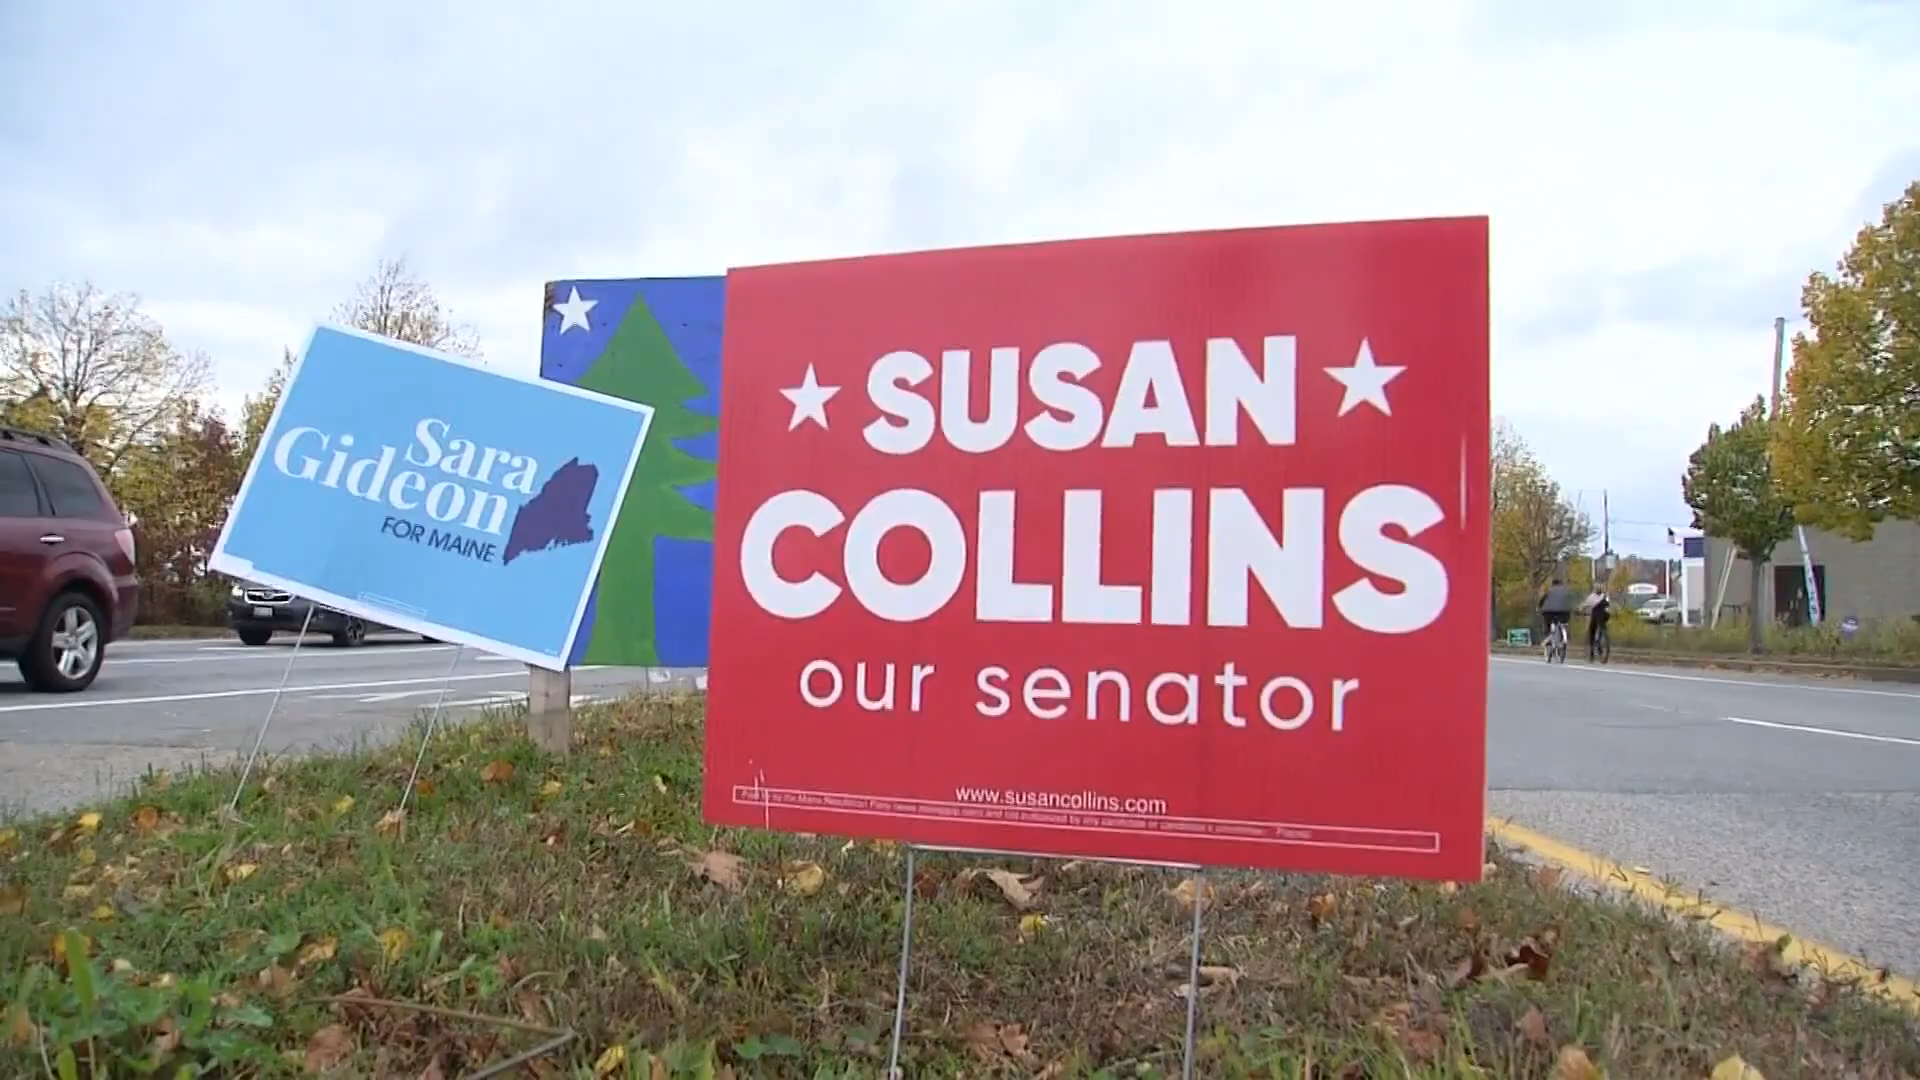 Sara
Gideon
FOR MAINE
SUSAN
COLLINS
our senator
www.susancollins.com